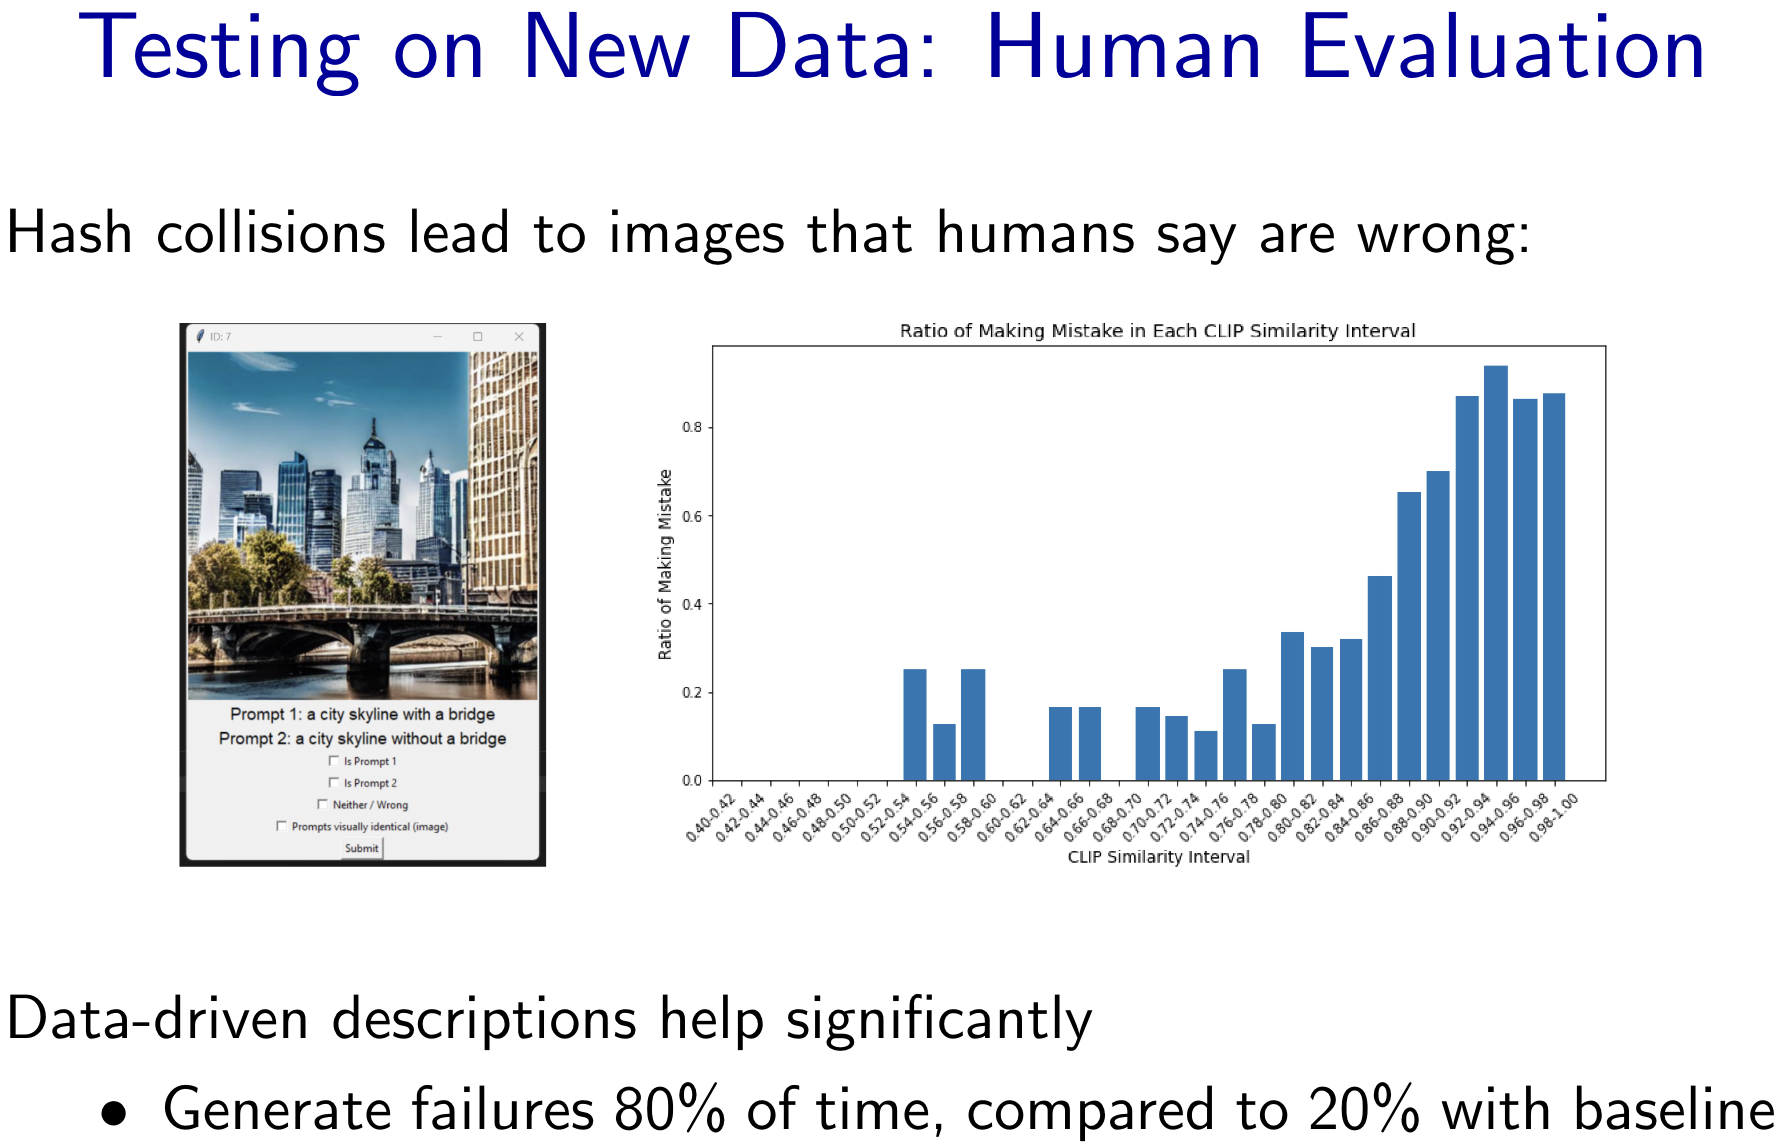 Testing on New Data: Human Evaluation
Hash collisions lead to images that humans say are wrong:
ID: 7
Prompt 1: a city skyline with a bridge
Prompt 2: a city skyline without a bridge
Is Prompt 1
Is Prompt 2
Neither / Wrong
Prompts visually identical (image)
Submit
Ratio of Making Mistake in Each CLIP Similarity Interval
Ratio of Making Mistake
0.8
0.6
0.4
0.2
0.0
0.40-0.42
0.42-0.44
0.44-0.46
0.46-0.48
0.48-0.50
0.50-0.52
0.52-0.54
0.54-0.56
0.56-0.58
0.58-0.60
0.60-0.62
0.62-0.64
0.64-0.66
0.66-0.68
0.68-0.70
0.70-0.72
0.72-0.74
0.74-0.76
0.76-0.78
0.78-0.80
0.80-0.82
0.82-0.84
0.84-0.86
0.86-0.88
0.88-0.90
0.90-0.92
0.92-0.94
0.94-0.96
0.96-0.98
0.98-1.00
CLIP Similarity Interval
Data-driven descriptions help significantly
• Generate failures 80% of time, compared to 20% with baseline